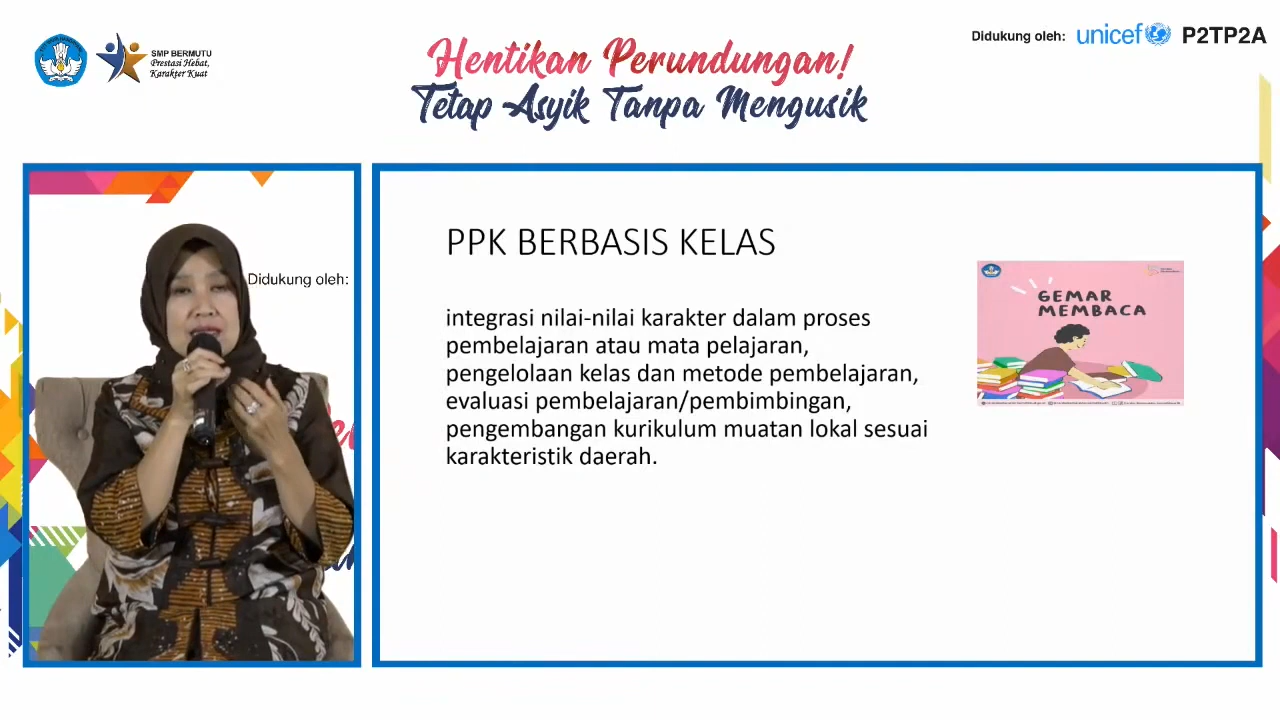 SMP BERMUTU
Prestasi Hebat,
Karakter Kuat
Hentikan Perundungan!
Tetap Asyik Tanpa Mengusik
Didukung oleh: unicef P2TP2A
Didukung oleh:
PPK BERBASIS KELAS
integrasi nilai-nilai karakter dalam proses
pembelajaran atau mata pelajaran,
pengelolaan kelas dan metode pembelajaran,
evaluasi pembelajaran/pembimbingan,
pengembangan kurikulum muatan lokal sesuai
karakteristik daerah.
GEMAR
MEMBACA